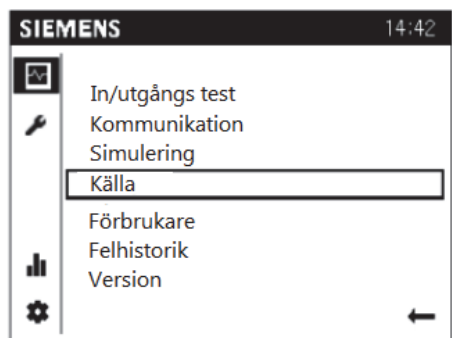 SIEMENS 14:42
In/utgångs test
Kommunikation
Simulering
Källa
Förbrukare
Felhistorik
Version